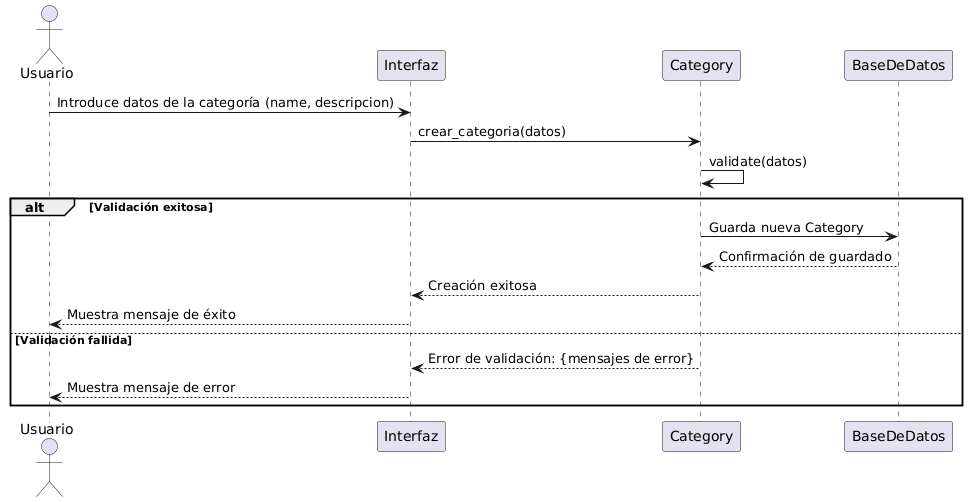 Usuario
Interfaz
Category
BaseDeDatos
Introduce datos de la categoría (name, descripcion)
crear_categoria(datos)
validate(datos)
alt
[Validación exitosa]
Guarda nueva Category
Confirmación de guardado
Creación exitosa
Muestra mensaje de éxito
[Validación fallida]
Error de validación: {mensajes de error}
Muestra mensaje de error
Usuario
Interfaz
Category
BaseDeDatos